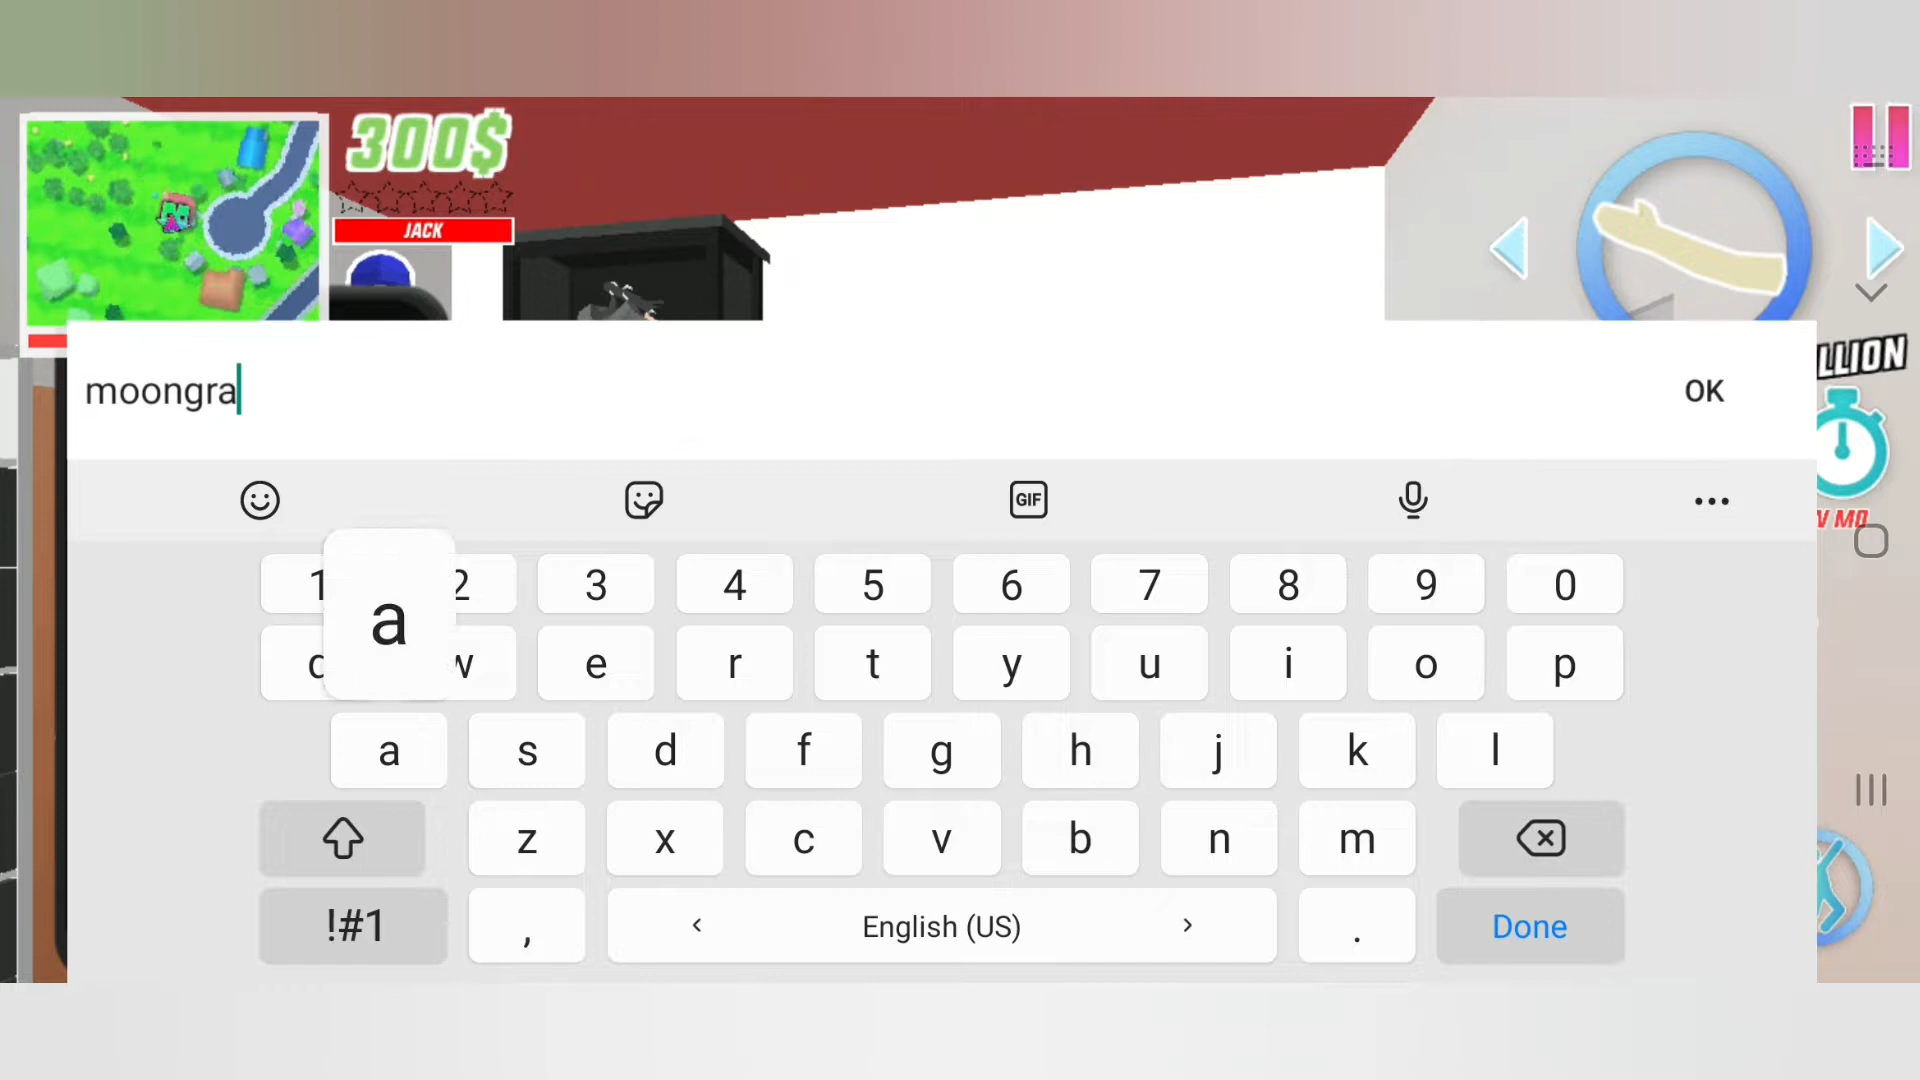 300$
JACK
moongra
OK
LLION
GIF
1 2 3 4 5 6 7 8 9 0
a
w e r t y u i o p
a s d f g h j k l
z x c v b n m
!#1 , < English (US) > . Done